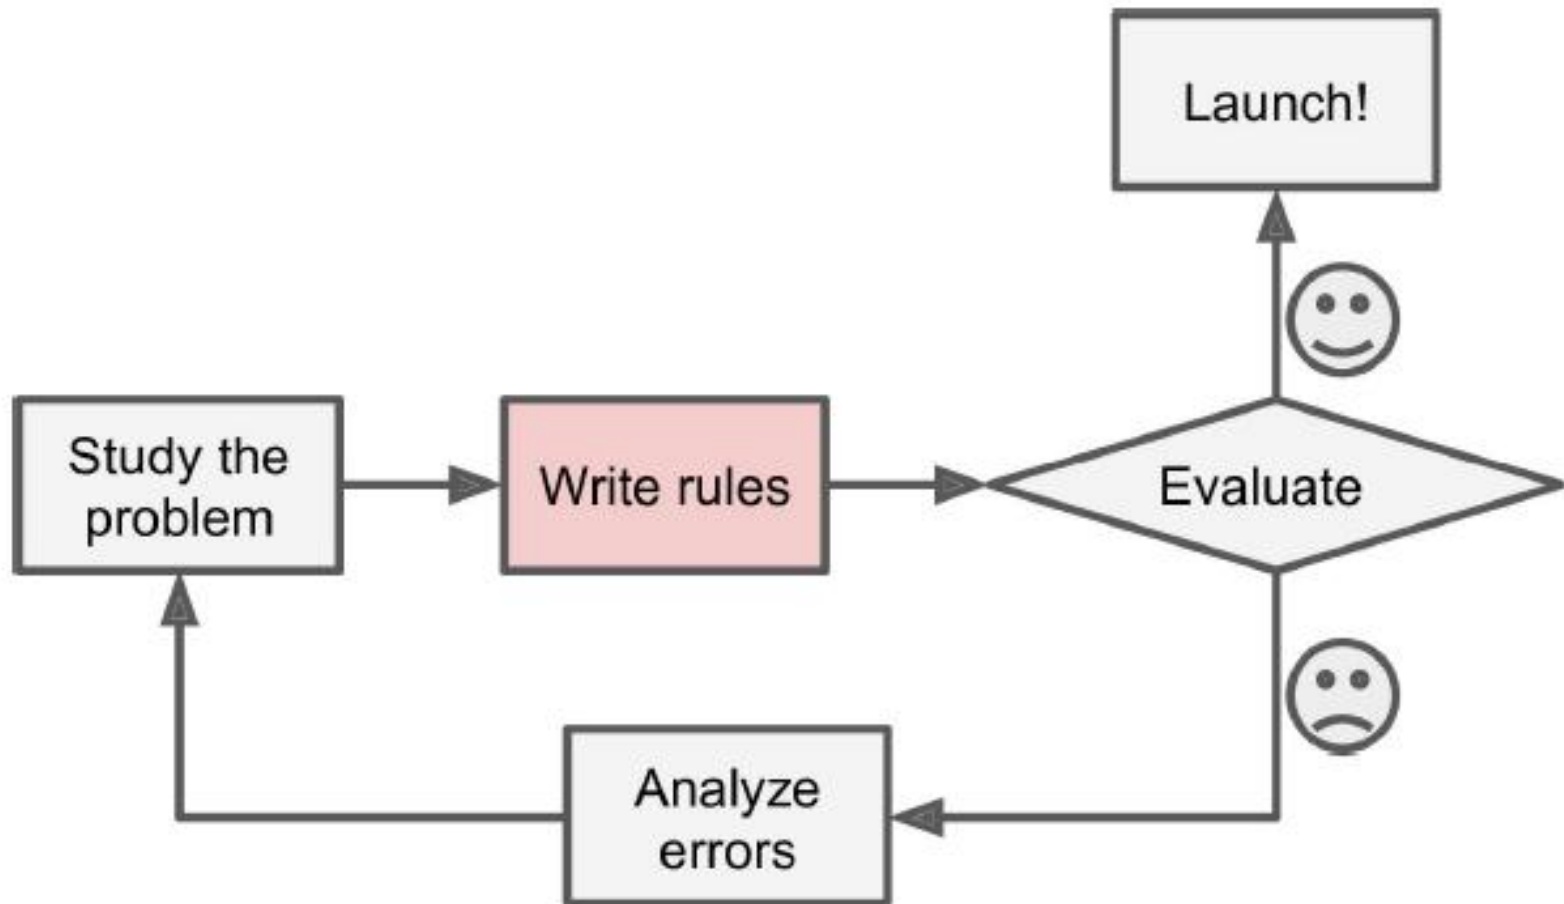 Launch!
Study the
problem
Write rules
Evaluate
Analyze
errors